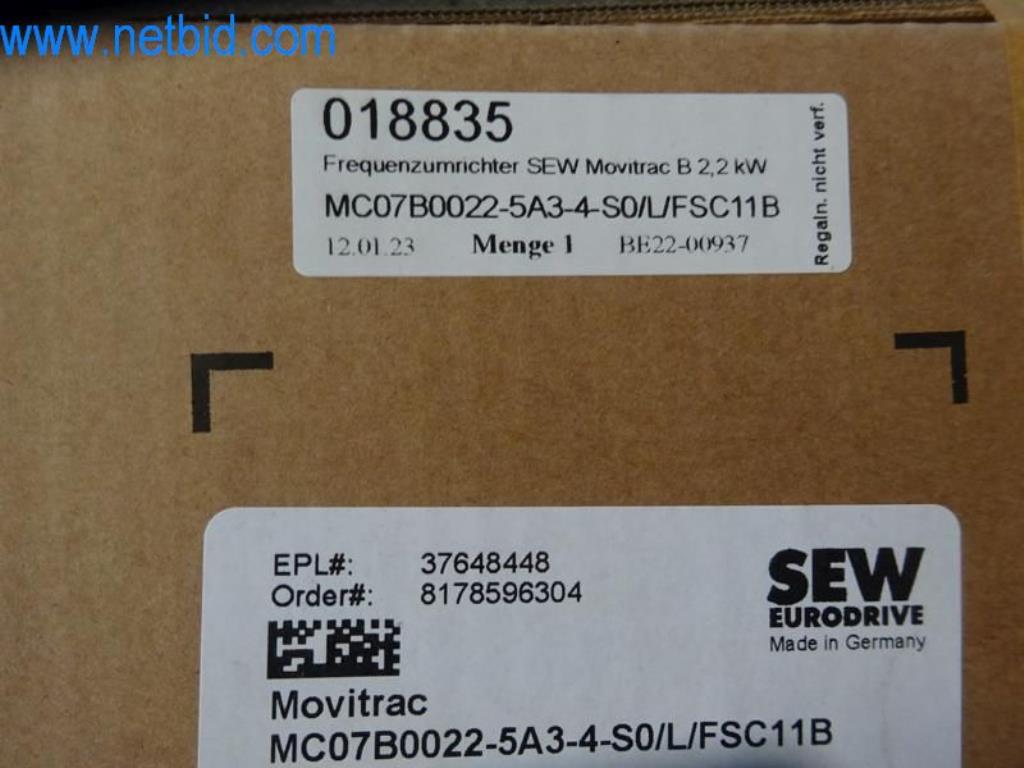 www.netbid.com
018835
Frequenzumrichter SEW Movitrac B 2,2 kW
MC07B0022-5A3-4-S0/L/FSC11B
12.01.23 Menge 1 BE22-00937
Regaln. nicht verf.
EPL#: 37648448
Order#: 8178596304
SEW
EURODRIVE
Made in Germany
Movitrac
MC07B0022-5A3-4-S0/L/FSC11B